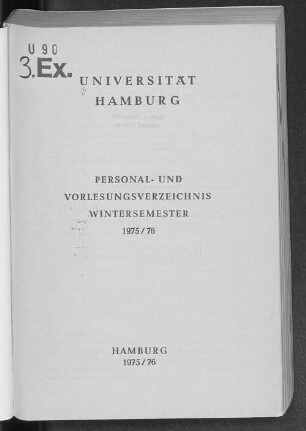 U 90
3.Ex.
UNIVERSITÄT
HAMBURG
PERSONAL- UND
VORLESUNGSVERZEICHNIS
WINTERSEMESTER
1975/76
HAMBURG
1975/76